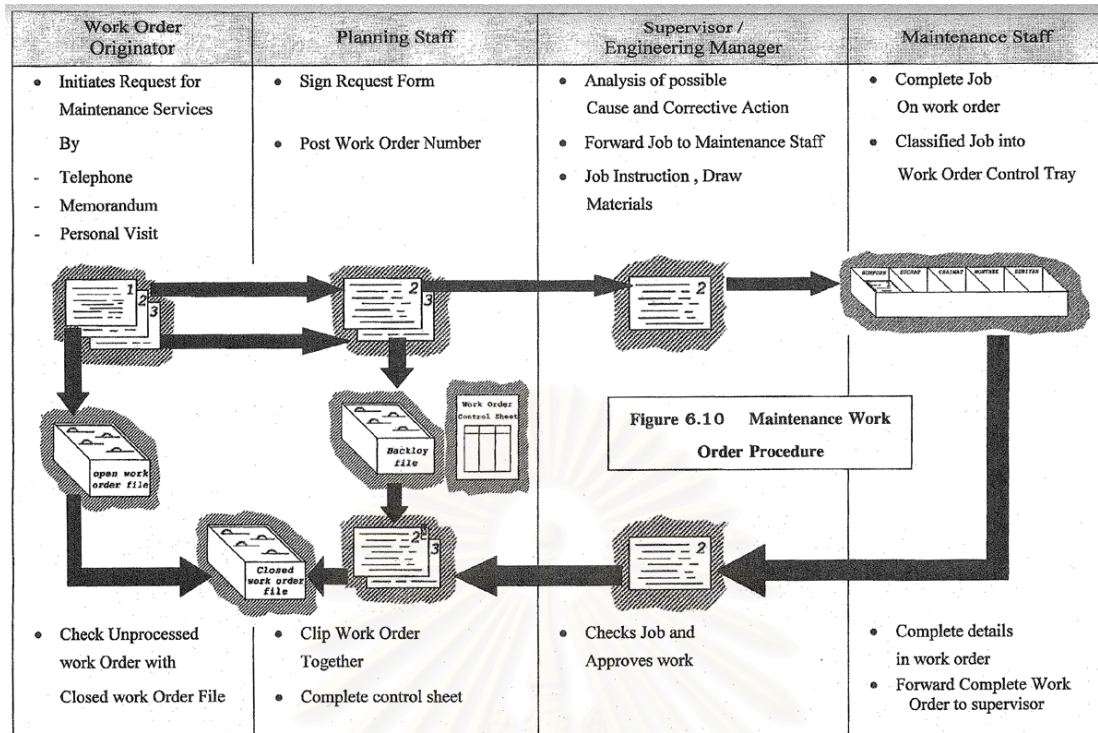 Work Order
Originator
Planning Staff
Supervisor /
Engineering Manager
Maintenance Staff
• Initiates Request for
Maintenance Services
By
- Telephone
- Memorandum
- Personal Visit
• Sign Request Form
• Post Work Order Number
• Analysis of possible
Cause and Corrective Action
• Forward Job to Maintenance Staff
• Job Instruction , Draw
Materials
• Complete Job
On work order
• Classified Job into
Work Order Control Tray
1
2
3
2
3
2
SOMPORN
CHAINAT
MONTREE
SURIYAN
open work
order file
Backloy
file
Work Order
Control Sheet
Figure 6.10 Maintenance Work
Order Procedure
Closed
work order
file
2
3
2
• Check Unprocessed
work Order with
Closed work Order File
• Clip Work Order
Together
• Complete control sheet
• Checks Job and
Approves work
• Complete details
in work order
• Forward Complete Work
Order to supervisor